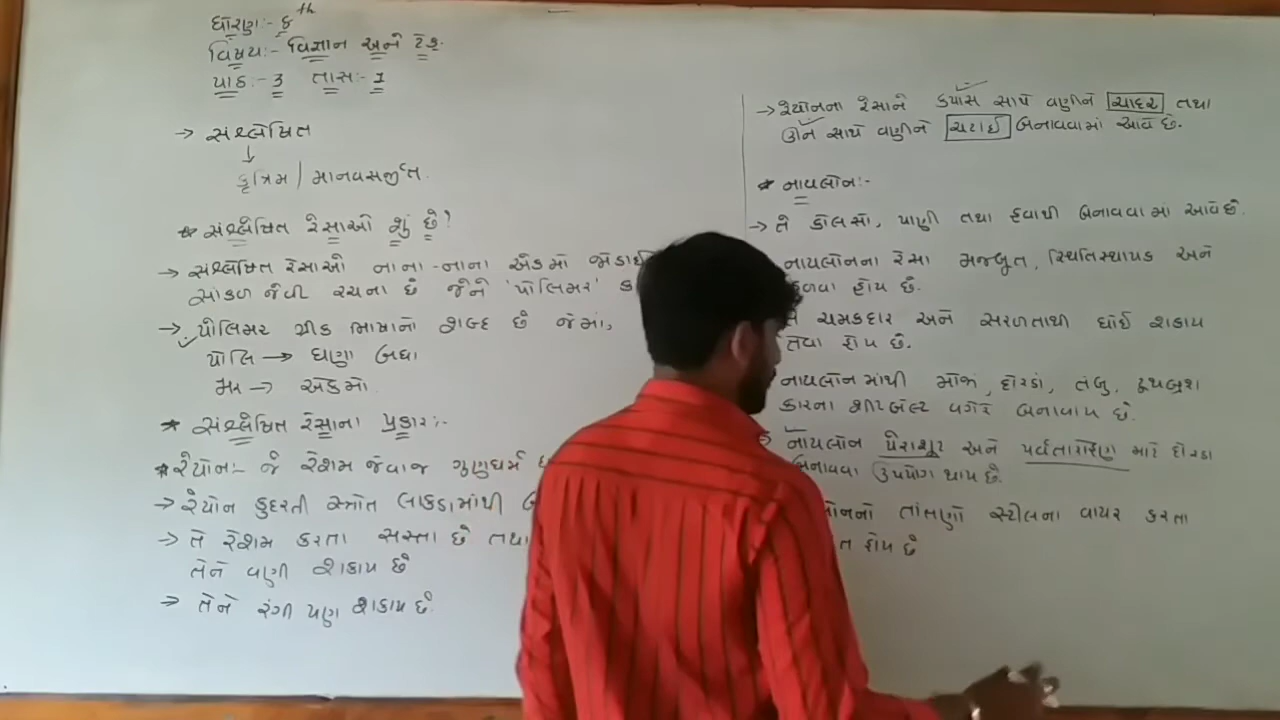 ધોરણ:- ૬th
વિષય:- વિજ્ઞાન અને ટેક.
પાઠ:- 3 તાસ:- 1
→ સંશ્લેષિત
↓
કૃત્રિમ / માનવસર્જીત.
* સંશ્લેષિત રેસાઓ શું છે?
→ સંશ્લેષિત રેસાઓ નાના-નાના એકમો જોડાઈ
સાંકળ જેવી રચના છે જેને 'પોલિમર'
→ પોલિમર ગ્રીક ભાષાનો શબ્દ છે જેમાં,
પોલિ → ઘણા બધા
મર → એકમો.
* સંશ્લેષિત રેસાના પ્રકાર:-
* રેયોન:- જે રેશમ જેવાજ ગુણધર્મ
→ રેયોન કુદરતી સ્ત્રોત લાકડામાંથી
→ તે રેશમ કરતા સસ્તા છે તથા
તેને વણી શકાય છે
→ તેને રંગી પણ શકાય છે.
→ રેયોનના રેસાને કપાસ સાથે વણીને ચાદર તથા
ઊન સાથે વણીને ચટાઈ બનાવવામાં આવે છે.
* નાયલોન:-
→ તે કોલસો, પાણી તથા હવાથી બનાવવામાં આવે છે.
નાયલોનના રેસા મજબૂત, સ્થિતિસ્થાપક અને
હળવા હોય છે.
તે ચમકદાર અને સરળતાથી ધોઈ શકાય
તેવા હોય છે.
નાયલોનમાંથી મોજાં, દોરડાં, તંબુ, ટૂથબ્રશ
કારના શીટબેલ્ટ વગેરે બનાવાય છે.
નાયલોન પેરાશૂટ અને પર્વતારોહણ માટે દોરડા
બનાવવા ઉપયોગ થાય છે.
તાંતણો સ્ટીલના વાયર કરતા
હોય છે